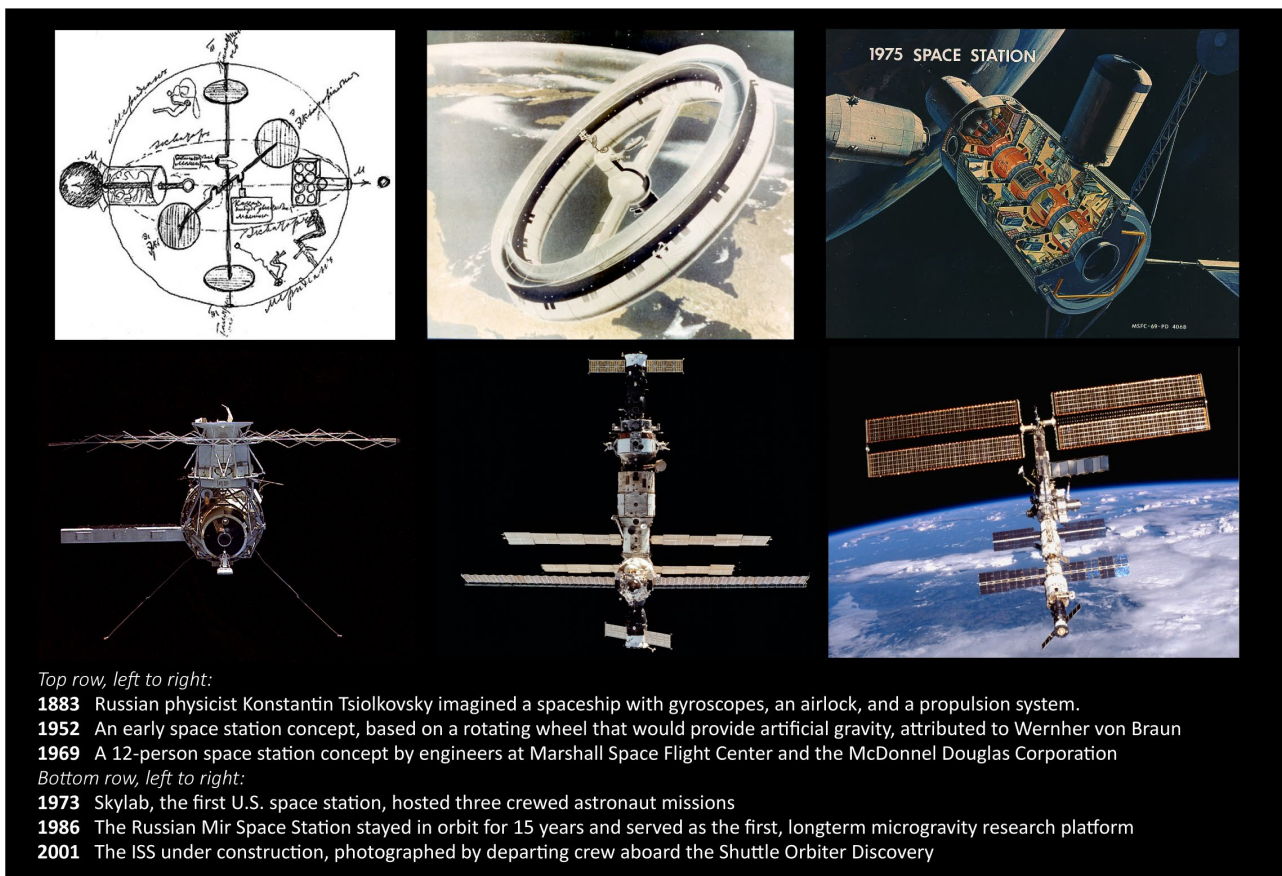 1975 SPACE STATION
MSFC-69-PD 4068
Top row, left to right:
1883 Russian physicist Konstantin Tsiolkovsky imagined a spaceship with gyroscopes, an airlock, and a propulsion system.
1952 An early space station concept, based on a rotating wheel that would provide artificial gravity, attributed to Wernher von Braun
1969 A 12-person space station concept by engineers at Marshall Space Flight Center and the McDonnel Douglas Corporation
Bottom row, left to right:
1973 Skylab, the first U.S. space station, hosted three crewed astronaut missions
1986 The Russian Mir Space Station stayed in orbit for 15 years and served as the first, longterm microgravity research platform
2001 The ISS under construction, photographed by departing crew aboard the Shuttle Orbiter Discovery